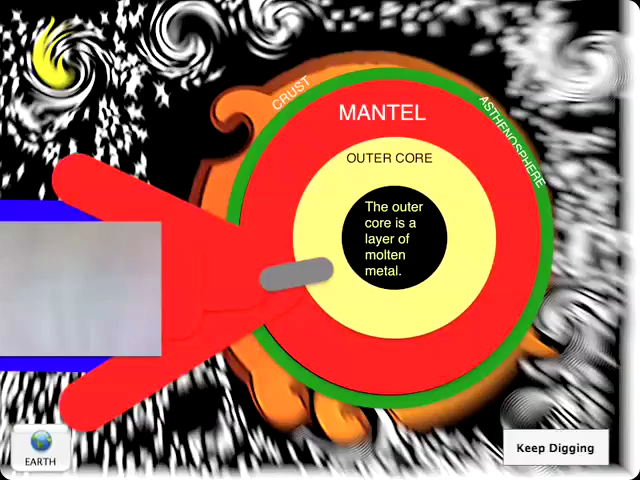 CRUST
MANTEL
ASTHENOSPHERE
OUTER CORE
The outer
core is a
layer of
molten
metal.
EARTH
Keep Digging